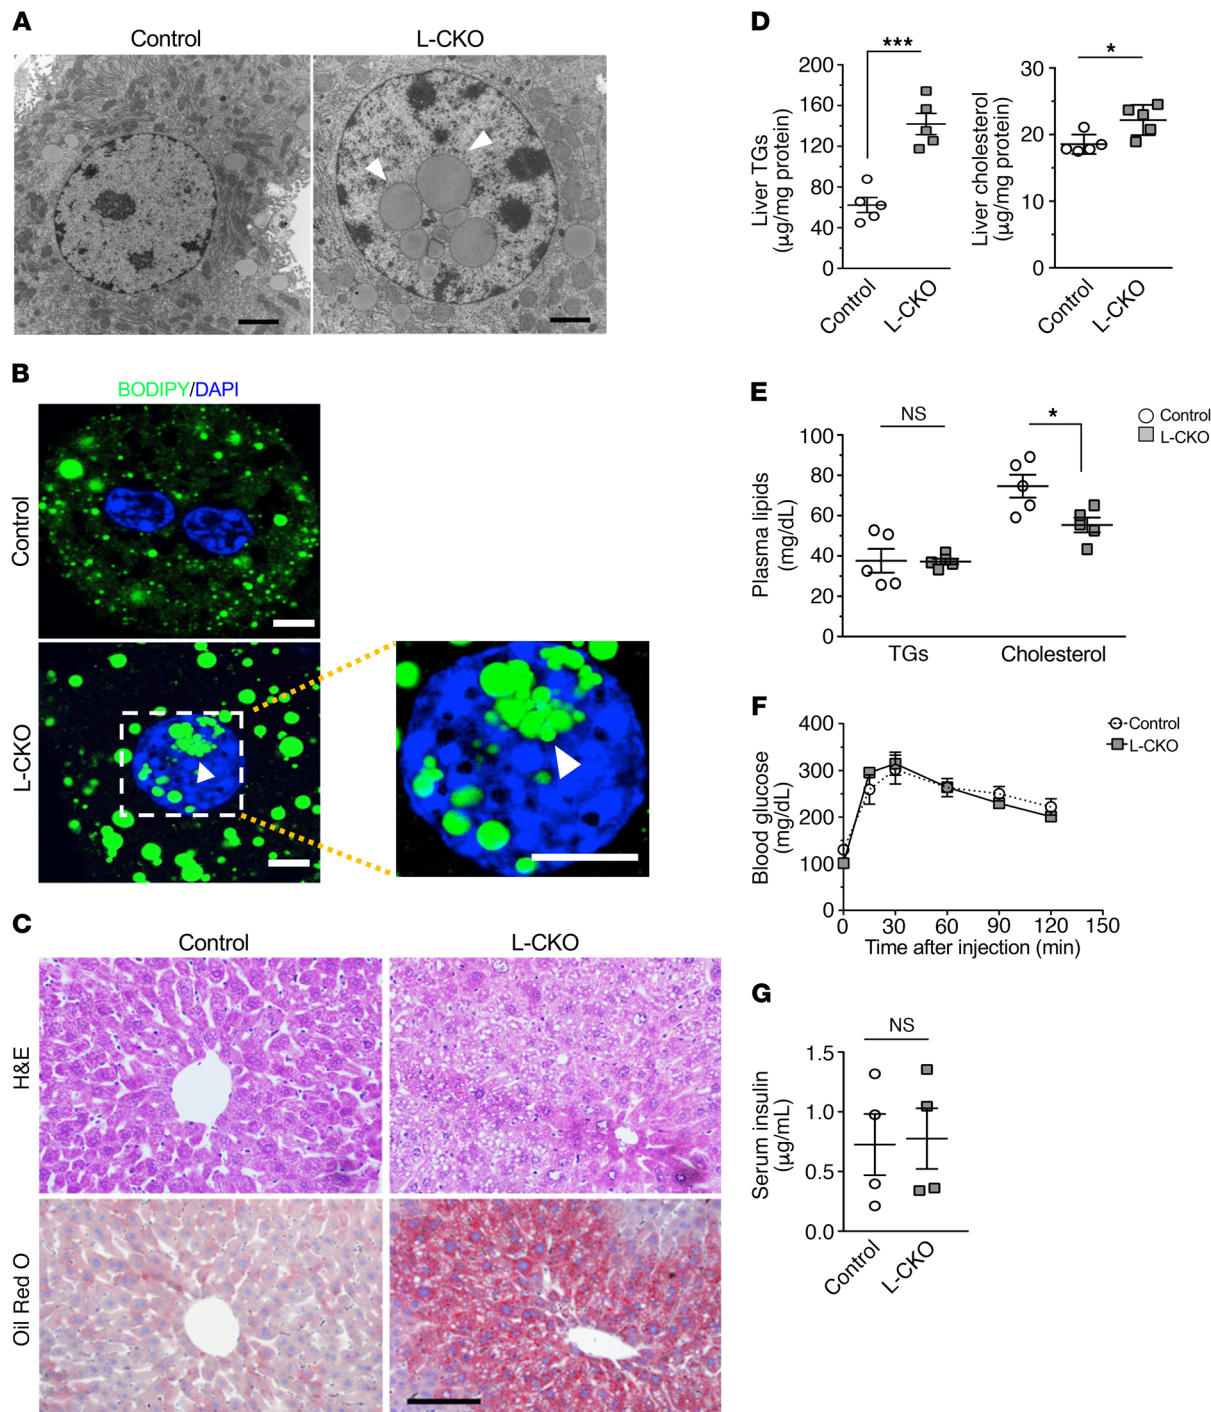 A
Control
L-CKO
B
BODIPY/DAPI
Control
L-CKO
C
Control
L-CKO
H&E
Oil Red O
D
***
Liver TGs
(µg/mg protein)
200
160
120
80
40
0
Control
L-CKO
*
Liver cholesterol
(µg/mg protein)
30
20
10
0
Control
L-CKO
E
NS
*
Control
L-CKO
Plasma lipids
(mg/dL)
100
80
60
40
20
0
TGs
Cholesterol
F
Control
L-CKO
Blood glucose
(mg/dL)
400
300
200
100
0
0 30 60 90 120 150
Time after injection (min)
G
NS
Serum insulin
(µg/mL)
1.5
1.0
0.5
0.0
Control
L-CKO